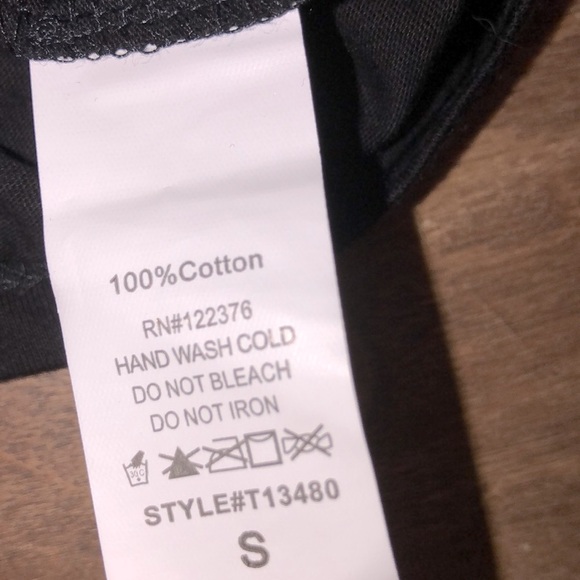 100%Cotton
RN#122376
HAND WASH COLD
DO NOT BLEACH
DO NOT IRON
STYLE#T13480
S